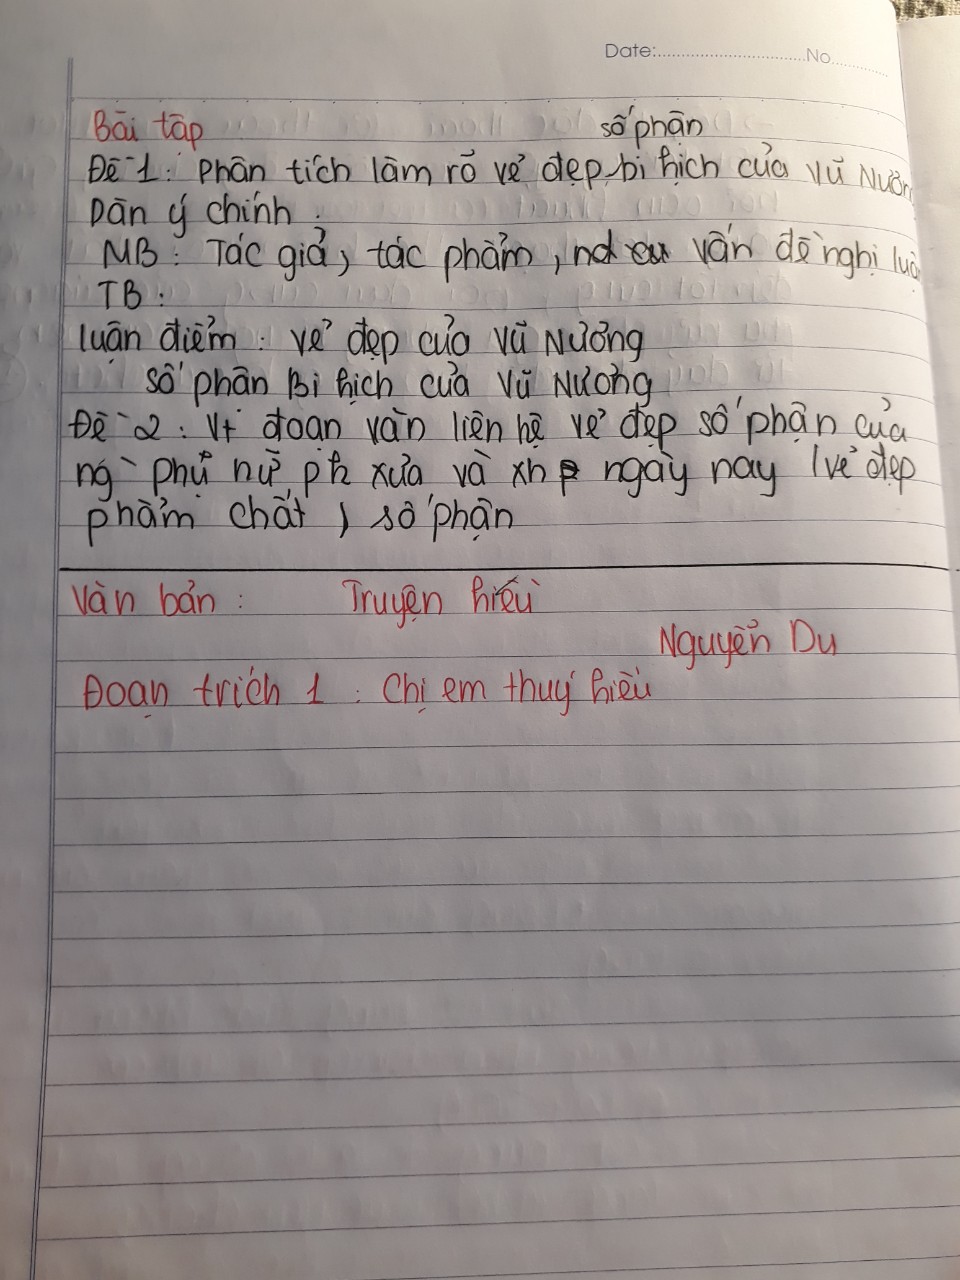 Date: No
Bài tập số phận
Đề 1: Phân tích làm rõ vẻ đẹp, bi kịch của Vũ Nươn
Dàn ý chính.
MB: Tác giả, tác phẩm, vấn đề nghị luậ
TB:
luận điểm: vẻ đẹp của Vũ Nương
số phận Bi kịch của Vũ Nương
Đề 2: Vt đoạn văn liên hệ vẻ đẹp số phận của
ng` phụ nữ pk xưa và xh ngày nay (vẻ đẹp
phẩm chất, số phận
Văn bản: Truyện kiều
Nguyễn Du
Đoạn trích 1: Chị em thuý kiều